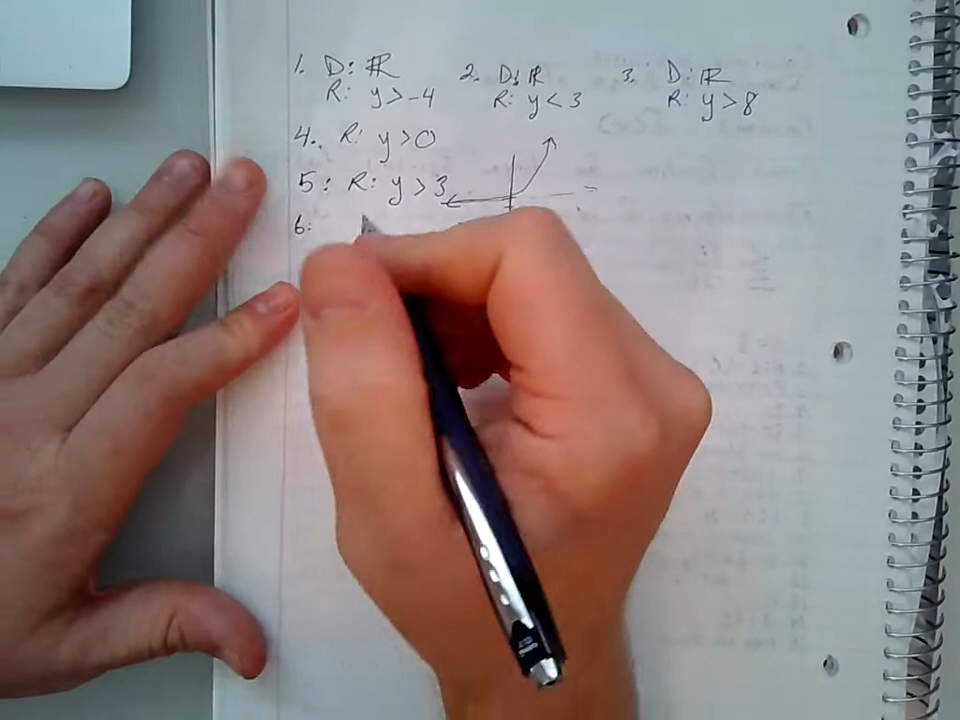 1. D: ℝ 2. D: ℝ 3. D: ℝ
R: y > -4 R: y < 3 R: y > 8
4. R: y > 0
5: R: y > 3
6: